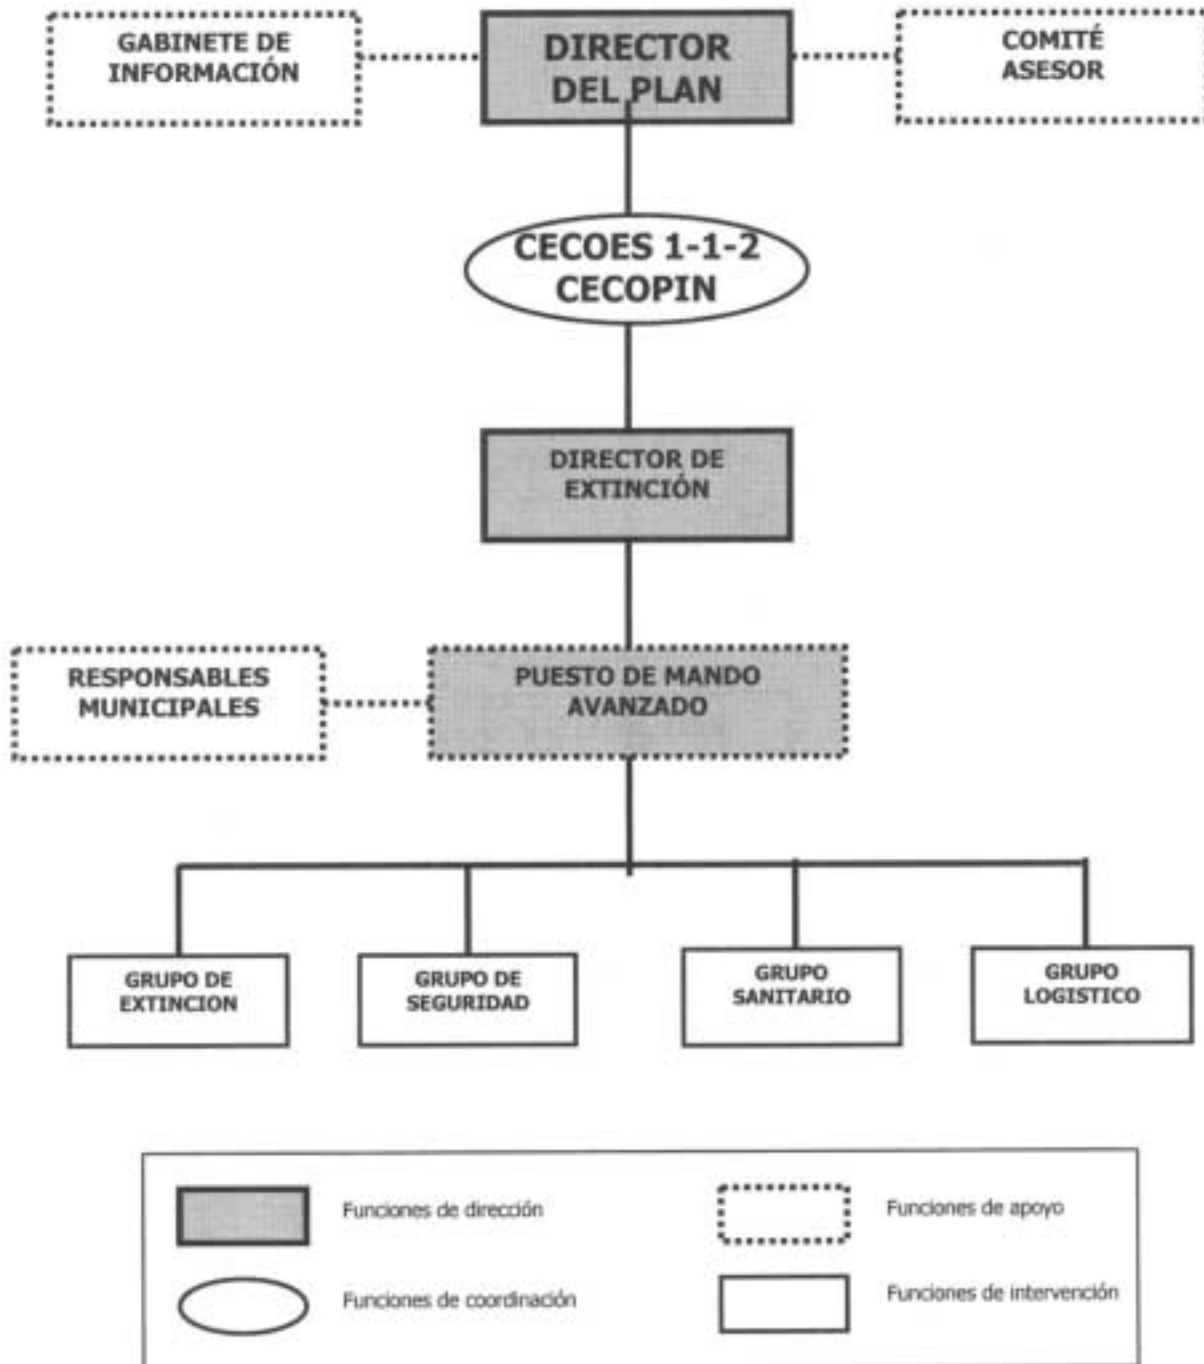 GABINETE DE
INFORMACIÓN
DIRECTOR
DEL PLAN
COMITÉ
ASESOR
CECOES 1-1-2
CECOPIN
DIRECTOR DE
EXTINCIÓN
RESPONSABLES
MUNICIPALES
PUESTO DE MANDO
AVANZADO
GRUPO DE
EXTINCION
GRUPO DE
SEGURIDAD
GRUPO
SANITARIO
GRUPO
LOGISTICO
Funciones de dirección
Funciones de apoyo
Funciones de coordinación
Funciones de intervención